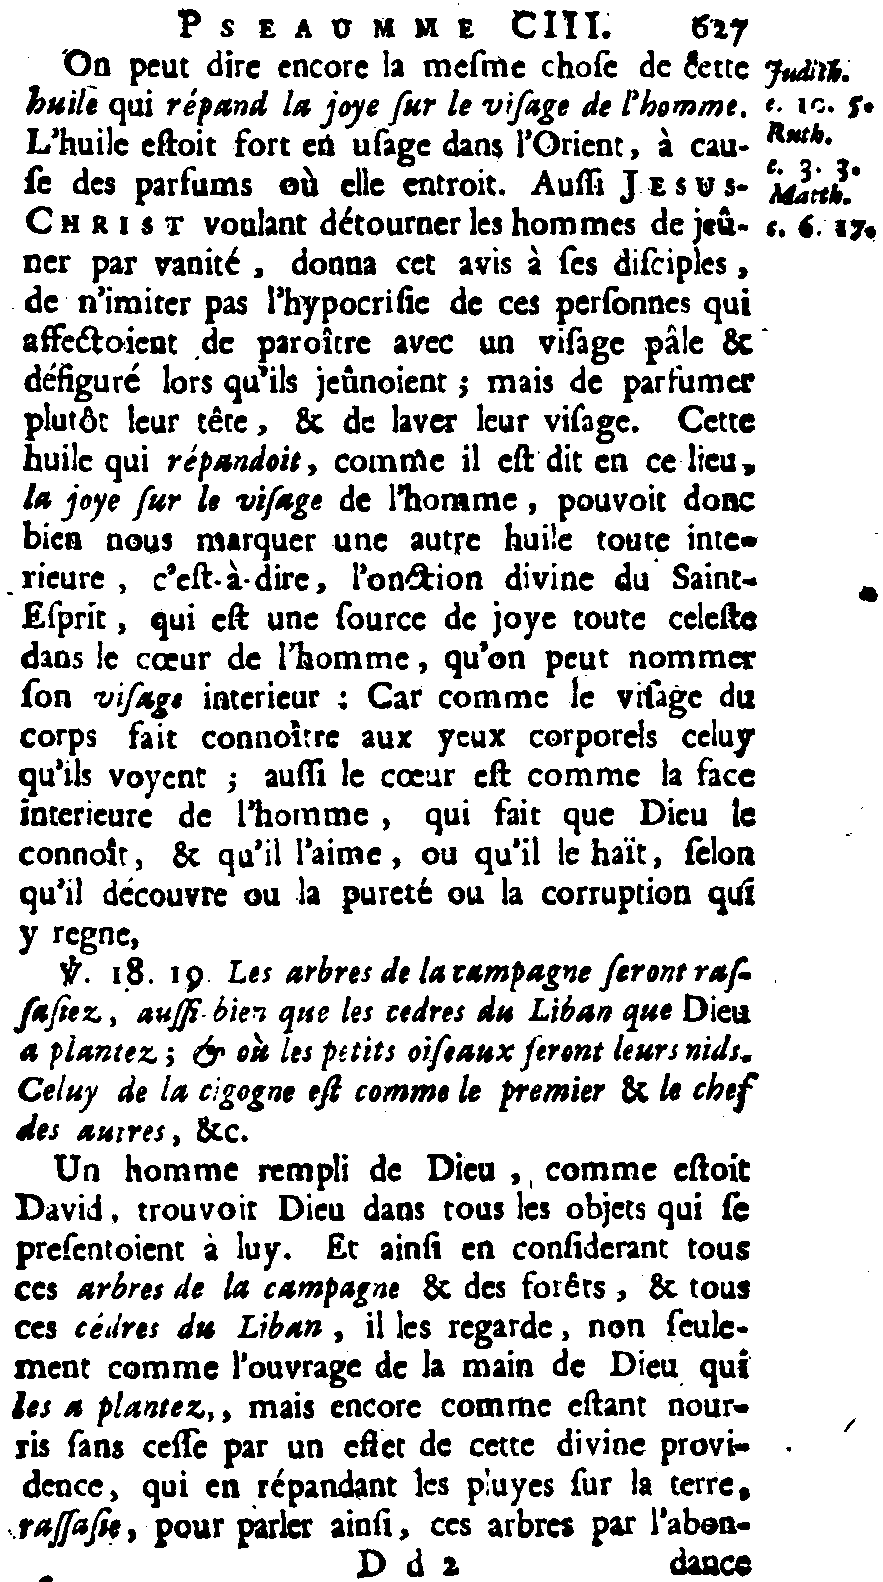 PSEAUMME CIII. 627
On peut dire encore la meſme choſe de cette
huile qui répand la joye ſur le viſage de l'homme.
L'huile eſtoit fort en uſage dans l'Orient, à cau-
ſe des parfums où elle entroit. Auſſi JESUS-
CHRIST voulant détourner les hommes de jeû-
ner par vanité, donna cet avis à ſes diſciples,
de n'imiter pas l'hypocriſie de ces perſonnes qui
affectoient de paroître avec un viſage pâle &
défiguré lors qu'ils jeûnoient ; mais de parfumer
plutôt leur tête, & de laver leur viſage. Cette
huile qui répandoit, comme il eſt dit en ce lieu,
la joye ſur le viſage de l'homme, pouvoit donc
bien nous marquer une autre huile toute inte-
rieure, c'eſt-à-dire, l'onction divine du Saint-
Eſprit, qui eſt une ſource de joye toute celeſte
dans le cœur de l'homme, qu'on peut nommer
ſon viſage interieur : Car comme le viſage du
corps fait connoître aux yeux corporels celuy
qu'ils voyent ; auſſi le cœur eſt comme la face
interieure de l'homme, qui fait que Dieu le
connoît, & qu'il l'aime, ou qu'il le haït, ſelon
qu'il découvre ou la pureté ou la corruption qui
y regne,
℣. 18. 19. Les arbres de la campagne ſeront raſ-
ſaſiez, auſſi-bien que les cedres du Liban que Dieu
a plantez ; & où les petits oiſeaux feront leurs nids.
Celuy de la cigogne eſt comme le premier & le chef
des autres, &c.
Un homme rempli de Dieu, comme eſtoit
David, trouvoit Dieu dans tous les objets qui ſe
preſentoient à luy. Et ainſi en conſiderant tous
ces arbres de la campagne & des forêts, & tous
ces cédres du Liban, il les regarde, non ſeule-
ment comme l'ouvrage de la main de Dieu qui
les a plantez,, mais encore comme eſtant nour-
ris ſans ceſſe par un effet de cette divine provi-
dence, qui en répandant les pluyes ſur la terre,
raſſaſie, pour parler ainſi, ces arbres par l'abon-
Dd2 dance
Judith.
c. 10. 5.
Ruth.
c. 3. 3.
Matth.
c. 6. 17.